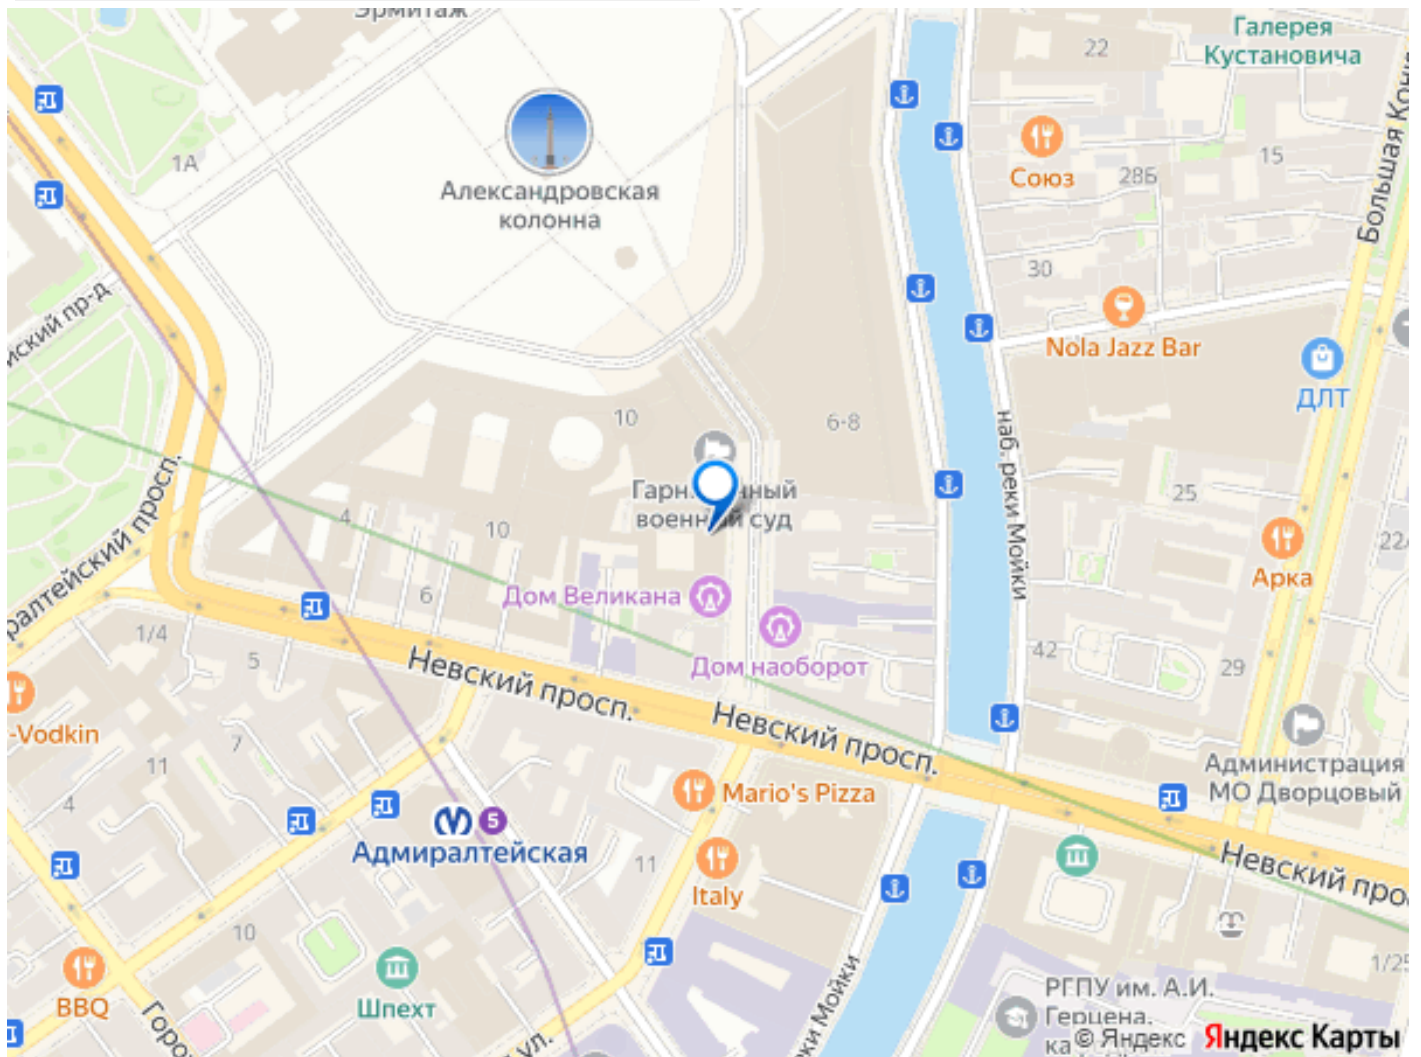 Эрмитаж
Галерея
Кустановича
22
1А
Александровская
колонна
Союз
28Б
15
Большая Кон
30
Nola Jazz Bar
ДЛТ
10
6-8
наб. реки Мойки
25
Гарн
ный
военный суд
4
10
6
Дом Великана
Дом наоборот
Арка
22
1/4
5
42
29
Невский просп.
Невский просп.
-Vodkin
7
11
4
Mario's Pizza
Администрация
МО Дворцовый
5
Адмиралтейская
11
Italy
Невский про
10
BBQ
Шпехт
1/25
РГПУ им. А.И.
Герцена,
ка
ки Мойки
Горо
ул.
ралтейский просп.
йский пр-д
© Яндекс Яндекс Карты